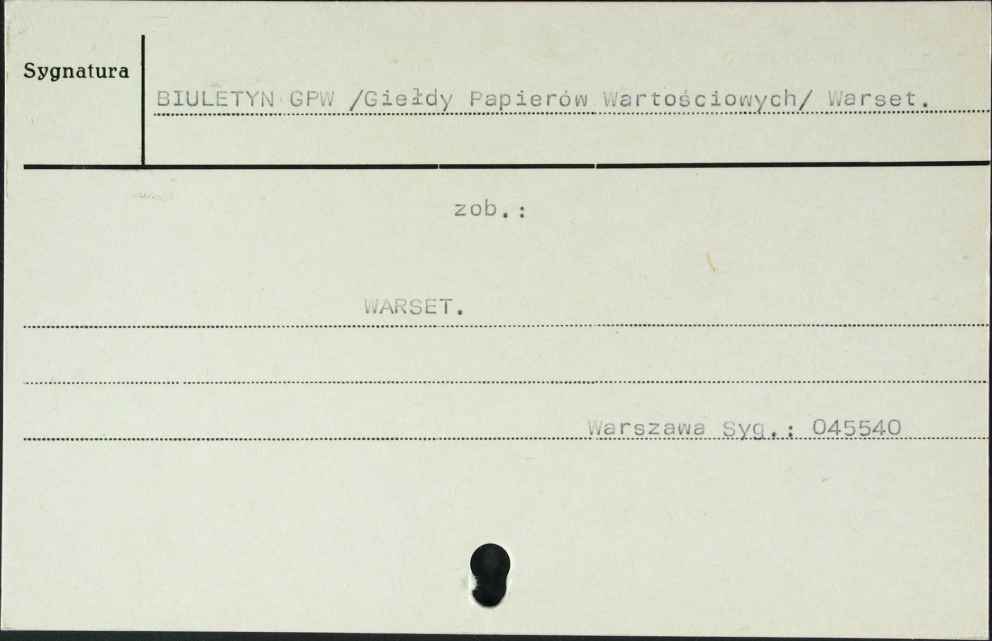 Sygnatura
BIULETYN GPW /Giełdy Papierów Wartościowych/ Warset.
zob.:
WARSET.
Warszawa Syg.: 045540